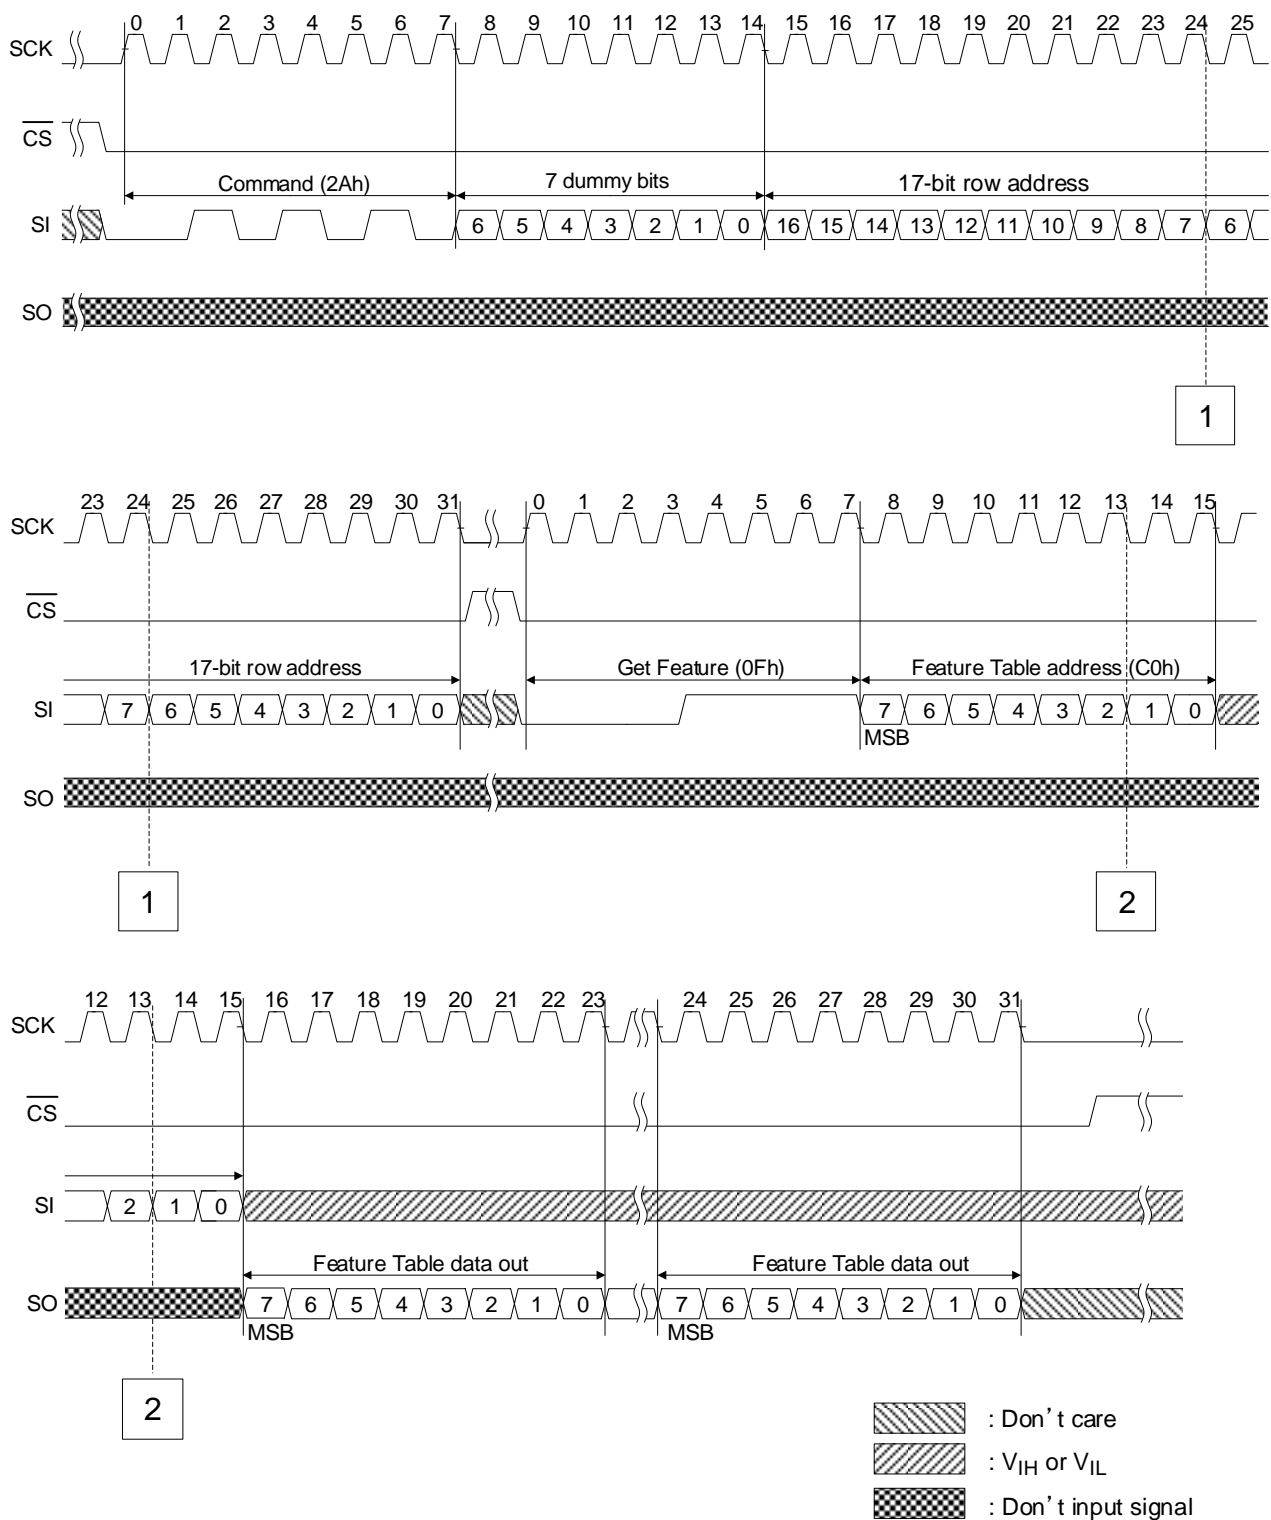 0 1 2 3 4 5 6 7 8 9 10 11 12 13 14 15 16 17 18 19 20 21 22 23 24 25
SCK
CS
Command (2Ah) 7 dummy bits 17-bit row address
SI 6 5 4 3 2 1 0 16 15 14 13 12 11 10 9 8 7 6
SO
1
23 24 25 26 27 28 29 30 31 0 1 2 3 4 5 6 7 8 9 10 11 12 13 14 15
SCK
CS
17-bit row address Get Feature (0Fh) Feature Table address (C0h)
SI 7 6 5 4 3 2 1 0 7 6 5 4 3 2 1 0
MSB
SO
1 2
12 13 14 15 16 17 18 19 20 21 22 23 24 25 26 27 28 29 30 31
SCK
CS
SI 2 1 0
Feature Table data out Feature Table data out
SO 7 6 5 4 3 2 1 0 7 6 5 4 3 2 1 0
MSB MSB
2
: Don't care
: VIH or VIL
: Don't input signal